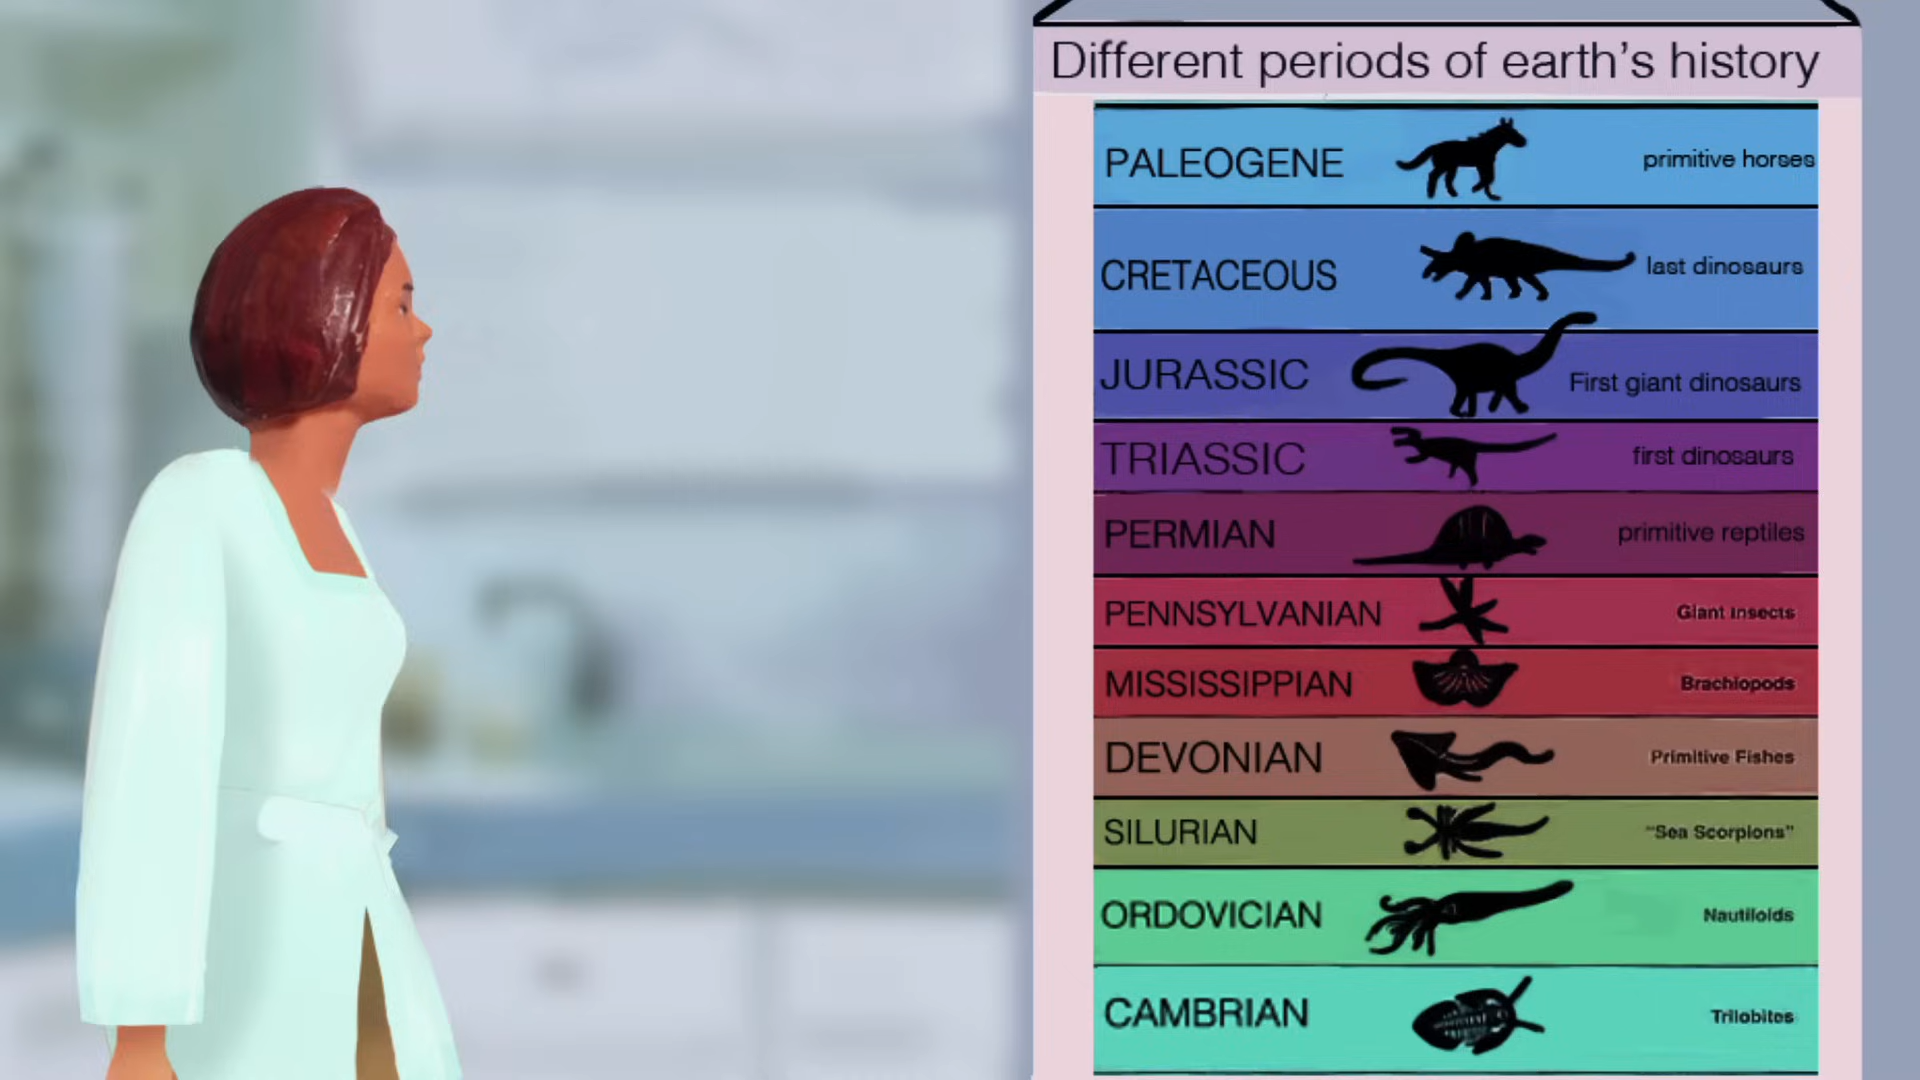 Different periods of earth's history
PALEOGENE primitive horses
CRETACEOUS last dinosaurs
JURASSIC First giant dinosaurs
TRIASSIC first dinosaurs
PERMIAN primitive reptiles
PENNSYLVANIAN Giant insects
MISSISSIPPIAN Brachiopods
DEVONIAN Primitive Fishes
SILURIAN "Sea Scorpions"
ORDOVICIAN Nautiloids
CAMBRIAN Trilobites